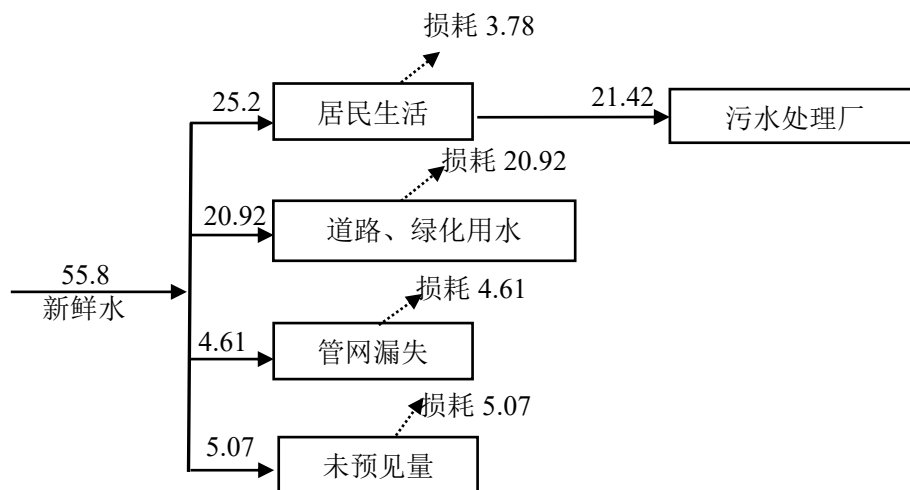 损耗 3.78
25.2
居民生活
21.42
污水处理厂
损耗 20.92
20.92
道路、绿化用水
55.8
新鲜水
损耗 4.61
4.61
管网漏失
损耗 5.07
5.07
未预见量